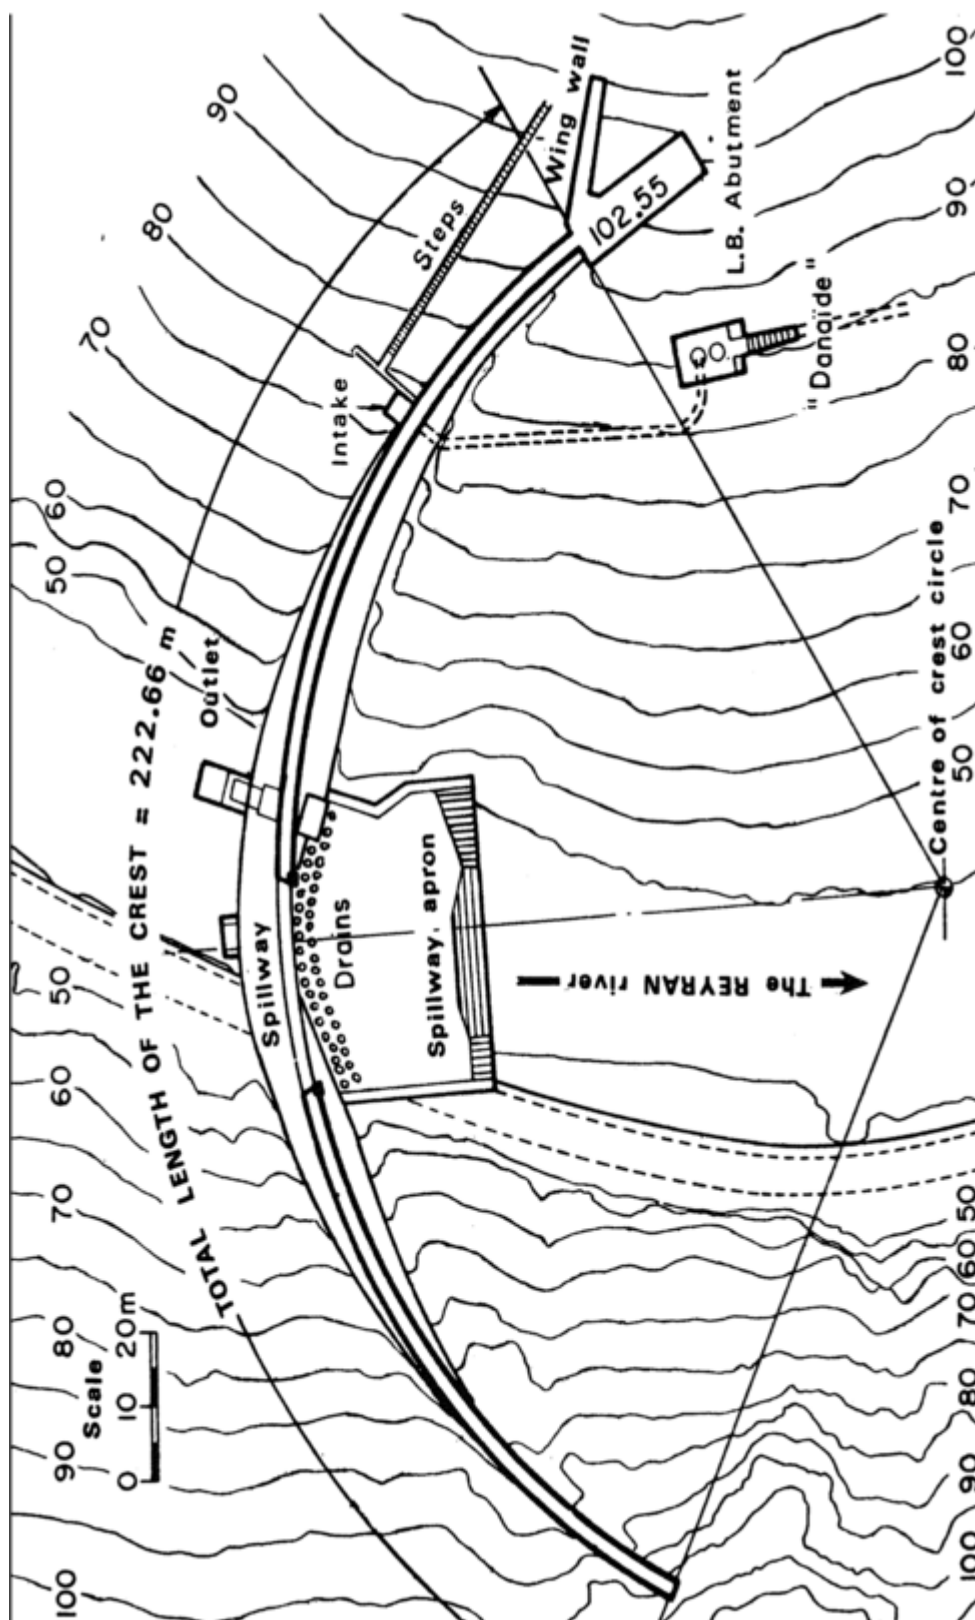 100
90
80
70
60
50
Wing wall
Steps
102.55
L.B. Abutment
100
90
"Danaïde"
80
Intake
Outlet
TOTAL LENGTH OF THE CREST = 222.66 m
70
60
50
Centre of crest circle
Spillway
Drains
Spillway apron
The REYRAN river
50
60
70
80
90
100
Scale
0 10 20m
50
60
70
80
90
100